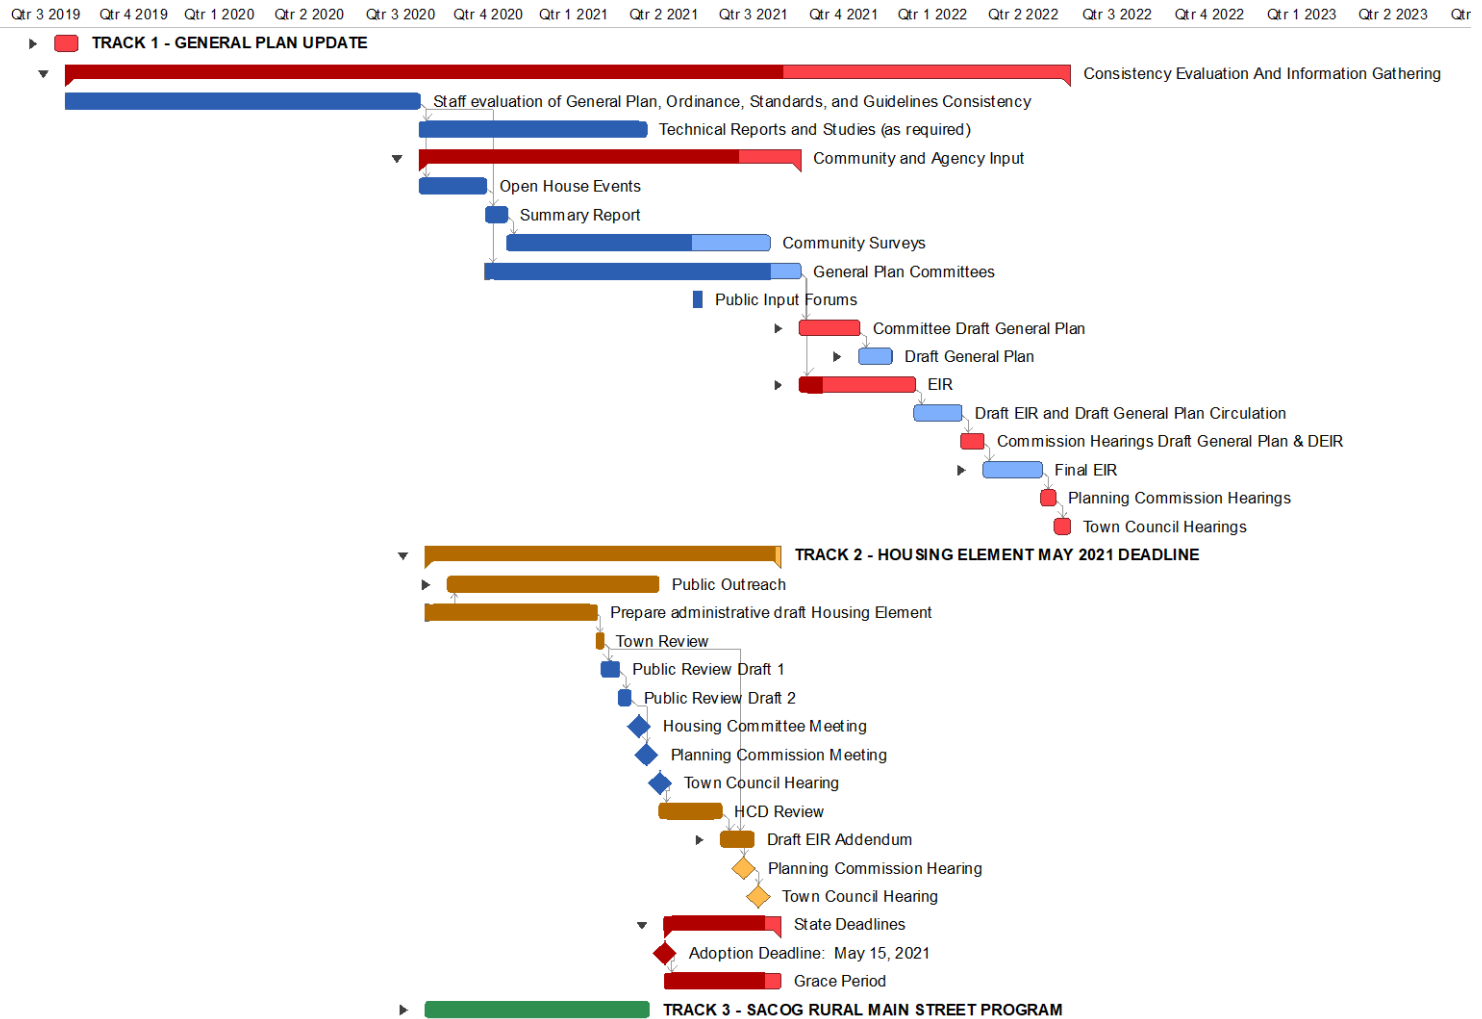 Qtr 3 2019 Qtr 4 2019 Qtr 1 2020 Qtr 2 2020 Qtr 3 2020 Qtr 4 2020 Qtr 1 2021 Qtr 2 2021 Qtr 3 2021 Qtr 4 2021 Qtr 1 2022 Qtr 2 2022 Qtr 3 2022 Qtr 4 2022 Qtr 1 2023 Qtr 2 2023 Qtr
TRACK 1 - GENERAL PLAN UPDATE
Consistency Evaluation And Information Gathering
Staff evaluation of General Plan, Ordinance, Standards, and Guidelines Consistency
Technical Reports and Studies (as required)
Community and Agency Input
Open House Events
Summary Report
Community Surveys
General Plan Committees
Public Input Forums
Committee Draft General Plan
Draft General Plan
EIR
Draft EIR and Draft General Plan Circulation
Commission Hearings Draft General Plan & DEIR
Final EIR
Planning Commission Hearings
Town Council Hearings
TRACK 2 - HOUSING ELEMENT MAY 2021 DEADLINE
Public Outreach
Prepare administrative draft Housing Element
Town Review
Public Review Draft 1
Public Review Draft 2
Housing Committee Meeting
Planning Commission Meeting
Town Council Hearing
HCD Review
Draft EIR Addendum
Planning Commission Hearing
Town Council Hearing
State Deadlines
Adoption Deadline: May 15, 2021
Grace Period
TRACK 3 - SACOG RURAL MAIN STREET PROGRAM